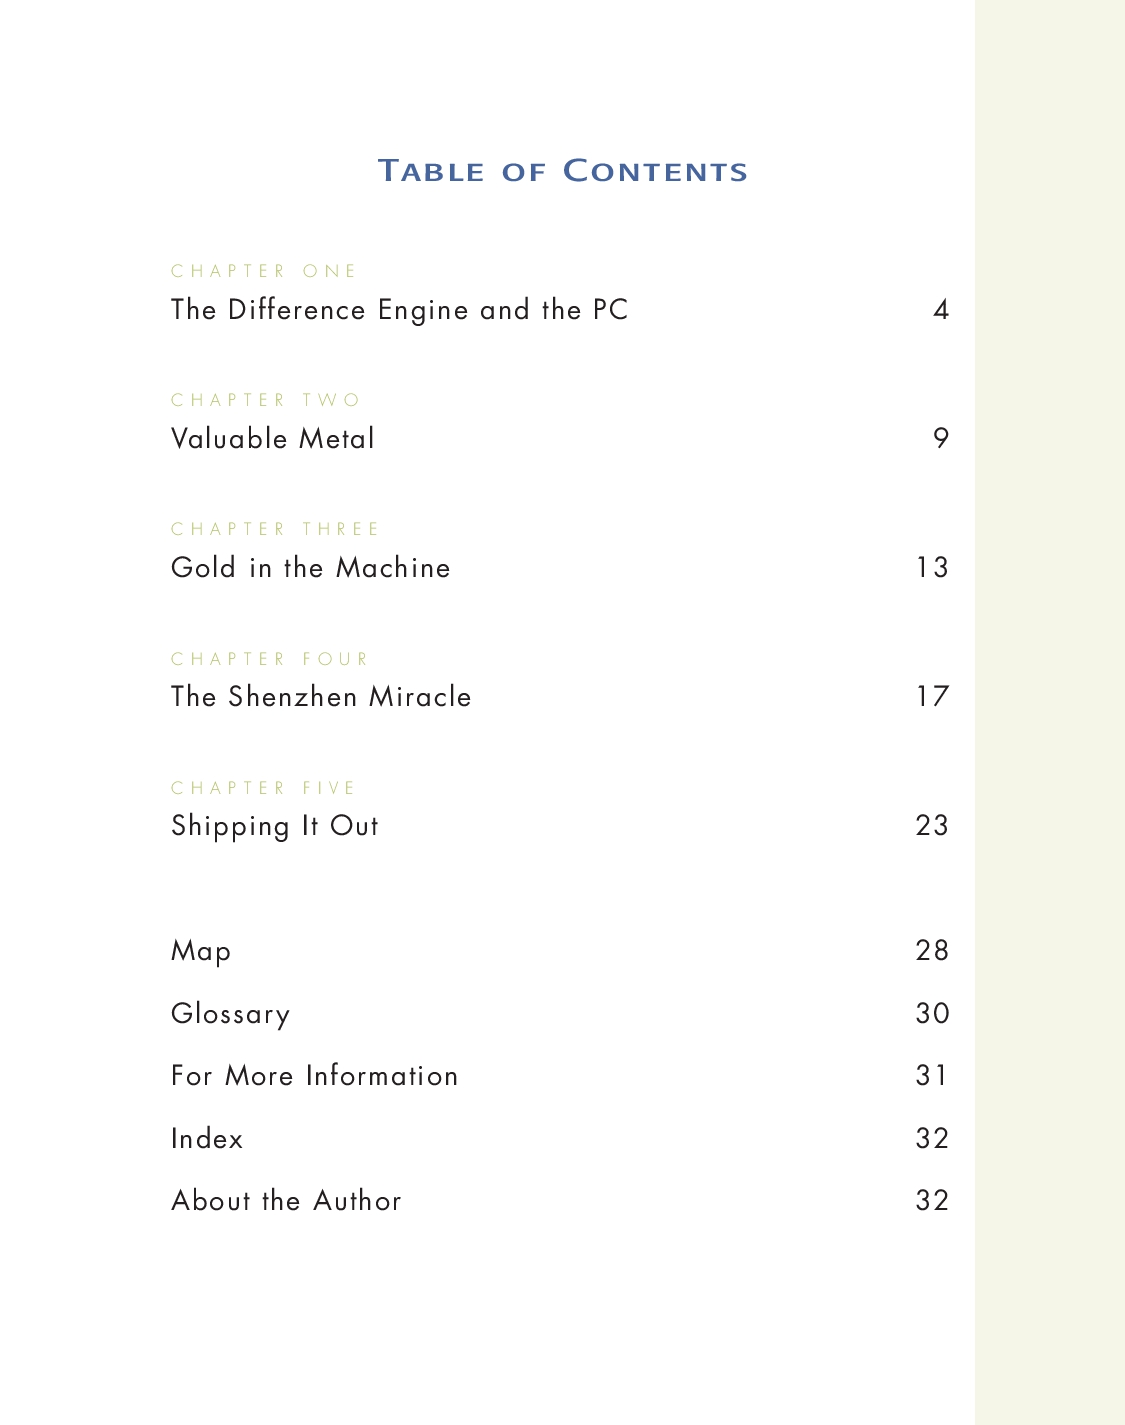 Table of Contents
CHAPTER ONE
The Difference Engine and the PC 4
CHAPTER TWO
Valuable Metal 9
CHAPTER THREE
Gold in the Machine 13
CHAPTER FOUR
The Shenzhen Miracle 17
CHAPTER FIVE
Shipping It Out 23
Map 28
Glossary 30
For More Information 31
Index 32
About the Author 32